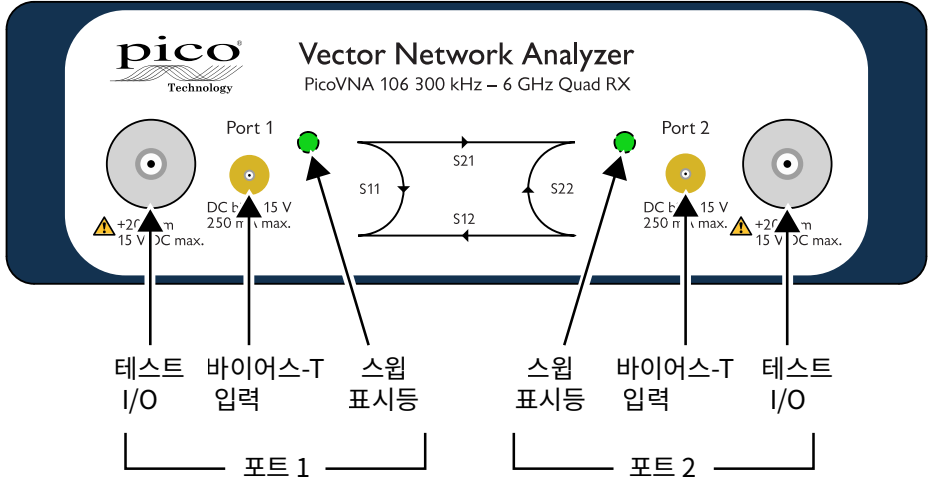 pico
Technology
Vector Network Analyzer
PicoVNA 106 300 kHz – 6 GHz Quad RX
Port 1
S21
S11
S22
S12
Port 2
DC 15 V
250 max.
15 V DC max.
DC 15 V
250 max.
15 V DC max.
테스트
I/O
바이어스-T
입력
스윕
표시등
스윕
표시등
바이어스-T
입력
테스트
I/O
포트 1
포트 2